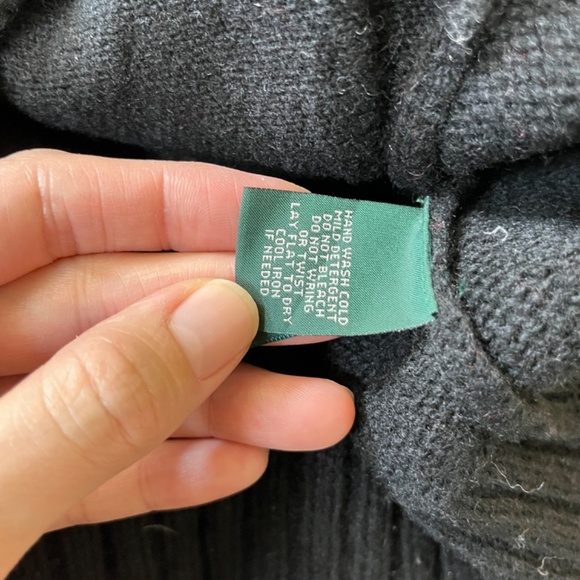 HAND WASH COLD
MILD DETERGENT
DO NOT BLEACH
DO NOT WRING
OR TWIST
LAY FLAT TO DRY
COOL IRON
IF NEEDED